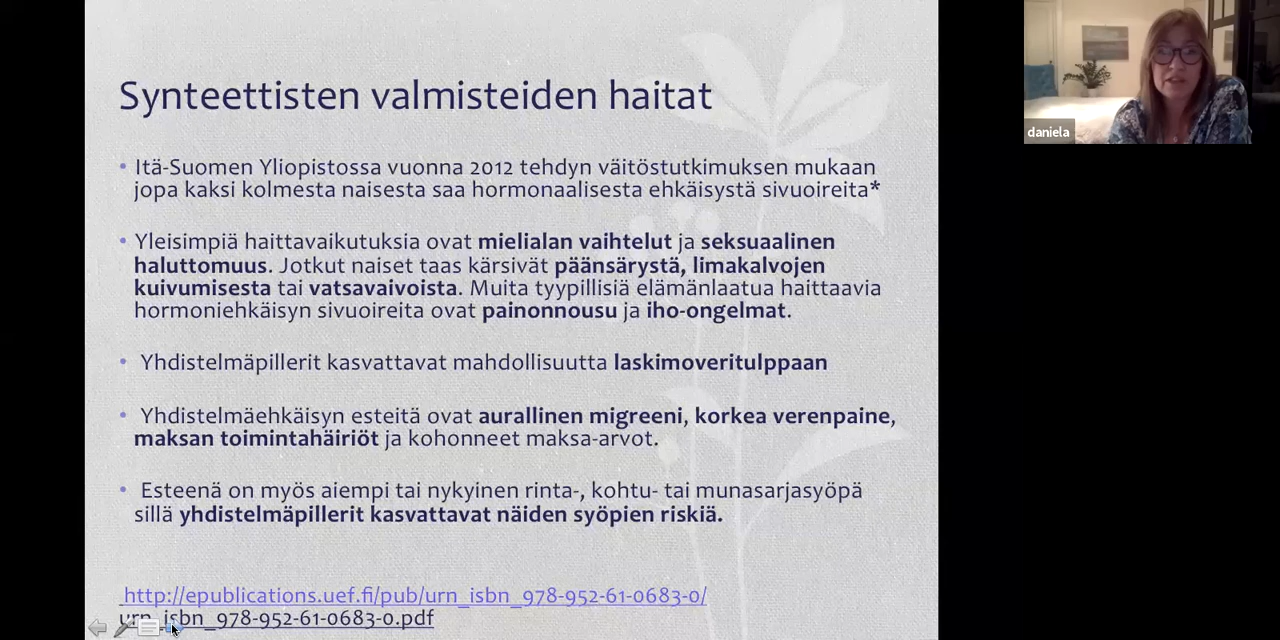 Synteettisten valmisteiden haitat
• Itä-Suomen Yliopistossa vuonna 2012 tehdyn väitöstutkimuksen mukaan
jopa kaksi kolmesta naisesta saa hormonaalisesta ehkäisystä sivuoireita*
• Yleisimpiä haittavaikutuksia ovat mielialan vaihtelut ja seksuaalinen
haluttomuus. Jotkut naiset taas kärsivät päänsärystä, limakalvojen
kuivumisesta tai vatsavaivoista. Muita tyypillisiä elämänlaatua haittaavia
hormoniehkäisyn sivuoireita ovat painonnousu ja iho-ongelmat.
• Yhdistelmäpillerit kasvattavat mahdollisuutta laskimoveritulppaan
• Yhdistelmäehkäisyn esteitä ovat aurallinen migreeni, korkea verenpaine,
maksan toimintahäiriöt ja kohonneet maksa-arvot.
• Esteenä on myös aiempi tai nykyinen rinta-, kohtu- tai munasarjasyöpä
sillä yhdistelmäpillerit kasvattavat näiden syöpien riskiä.
http://epublications.uef.fi/pub/urn_isbn_978-952-61-0683-0/
urn_isbn_978-952-61-0683-0.pdf
daniela